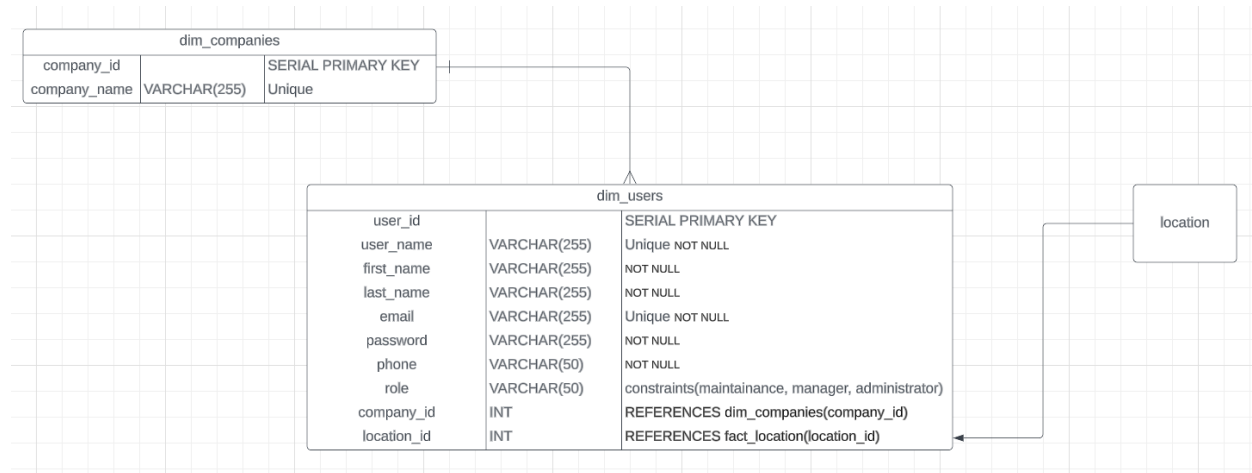 dim_companies
company_id SERIAL PRIMARY KEY
company_name VARCHAR(255) Unique
dim_users
user_id SERIAL PRIMARY KEY
user_name VARCHAR(255) Unique NOT NULL
first_name VARCHAR(255) NOT NULL
last_name VARCHAR(255) NOT NULL
email VARCHAR(255) Unique NOT NULL
password VARCHAR(255) NOT NULL
phone VARCHAR(50) NOT NULL
role VARCHAR(50) constraints(maintainance, manager, administrator)
company_id INT REFERENCES dim_companies(company_id)
location_id INT REFERENCES fact_location(location_id)
location